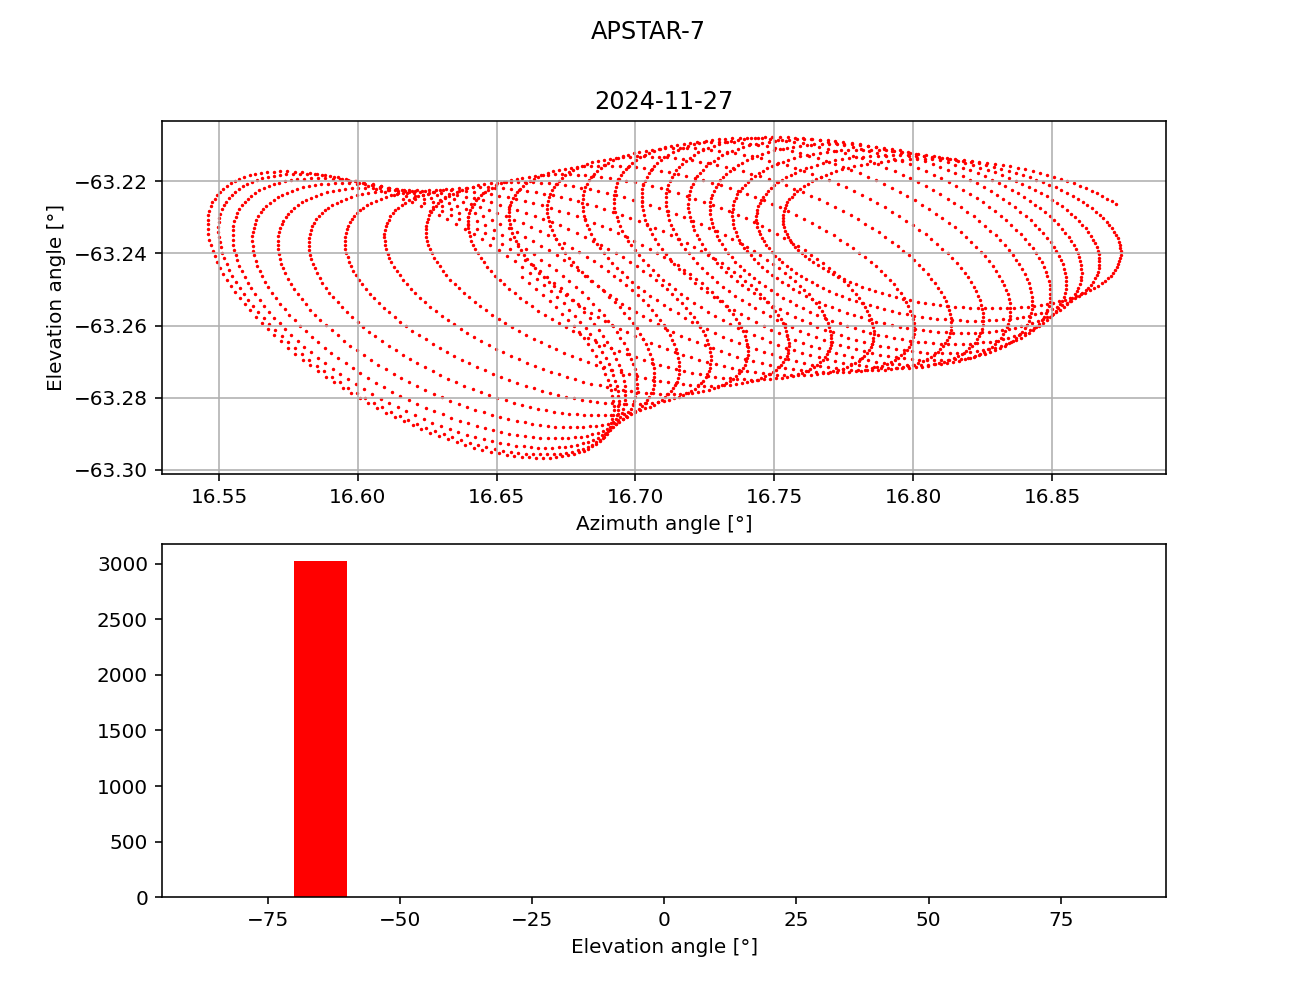 APSTAR-7
2024-11-27
−63.22
−63.24
−63.26
−63.28
−63.30
Elevation angle [°]
16.55 16.60 16.65 16.70 16.75 16.80 16.85
Azimuth angle [°]
3000
2500
2000
1500
1000
500
0
−75 −50 −25 0 25 50 75
Elevation angle [°]